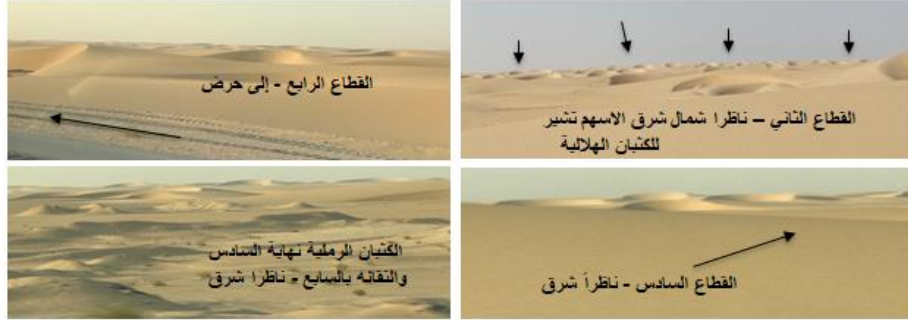 القطاع الثاني – ناظرا شمال شرق الاسهم تشير
للكثبان الهلالية
القطاع الرابع - إلى حرض
القطاع السادس - ناظراً شرق
الكثبان الرملية نهاية السادس
والتقائه بالسابع - ناظرا شرق